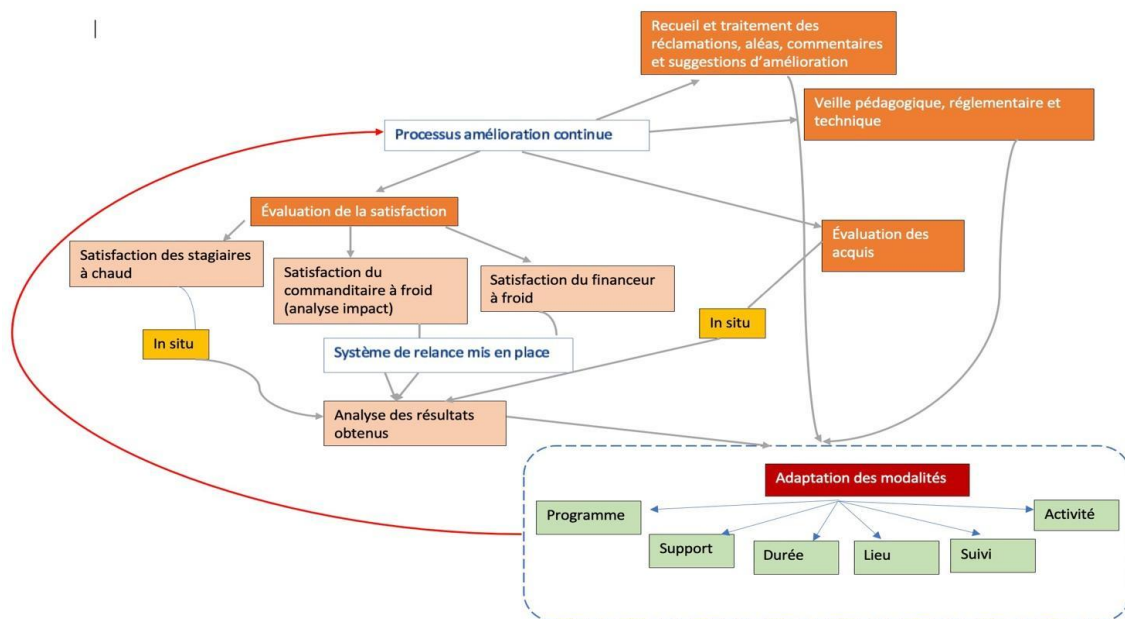 Recueil et traitement des
réclamations, aléas, commentaires
et suggestions d'amélioration
Veille pédagogique, réglementaire et
technique
Processus amélioration continue
Évaluation de la satisfaction
Évaluation des
acquis
Satisfaction des stagiaires
à chaud
Satisfaction du
commanditaire à froid
(analyse impact)
Satisfaction du financeur
à froid
In situ
In situ
Système de relance mis en place
Analyse des résultats
obtenus
Adaptation des modalités
Programme
Support
Durée
Lieu
Suivi
Activité